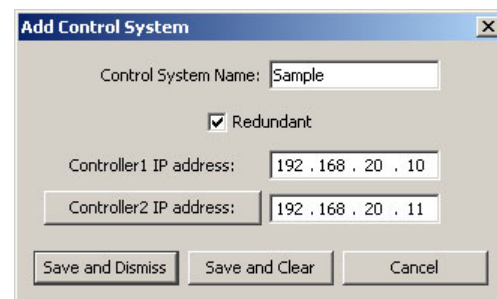 Add Control System
Control System Name: Sample
Redundant
Controller1 IP address: 192 . 168 . 20 . 10
Controller2 IP address: 192 . 168 . 20 . 11
Save and Dismiss Save and Clear Cancel